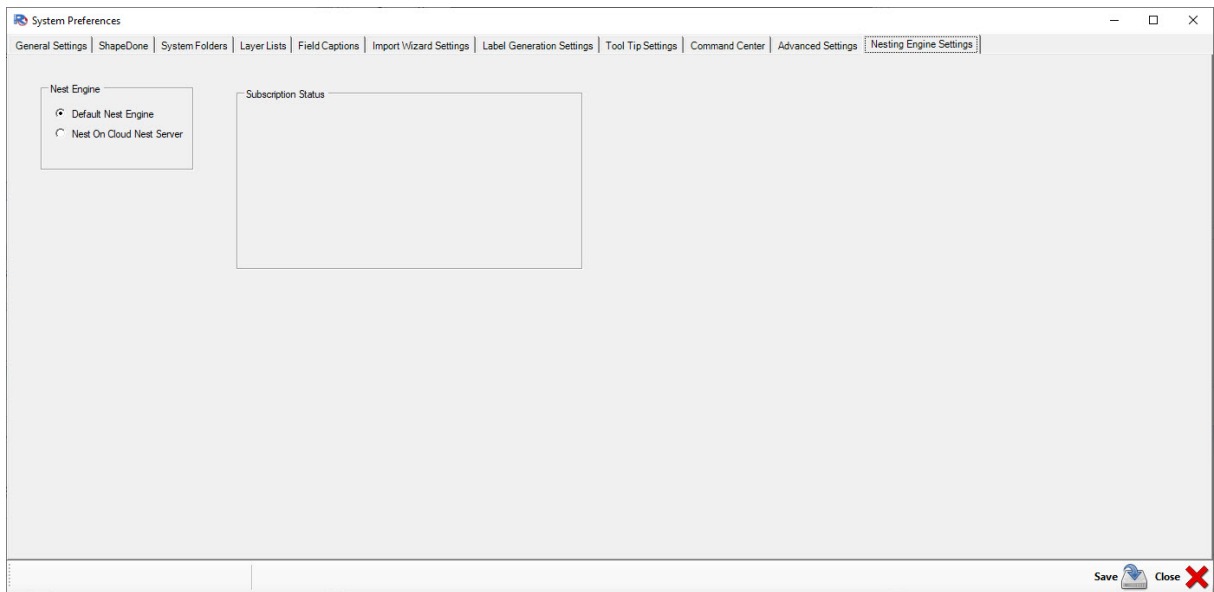 System Preferences
General Settings ShapeDone System Folders Layer Lists Field Captions Import Wizard Settings Label Generation Settings Tool Tip Settings Command Center Advanced Settings Nesting Engine Settings
Nest Engine
Default Nest Engine
Nest On Cloud Nest Server
Subscription Status
Save Close